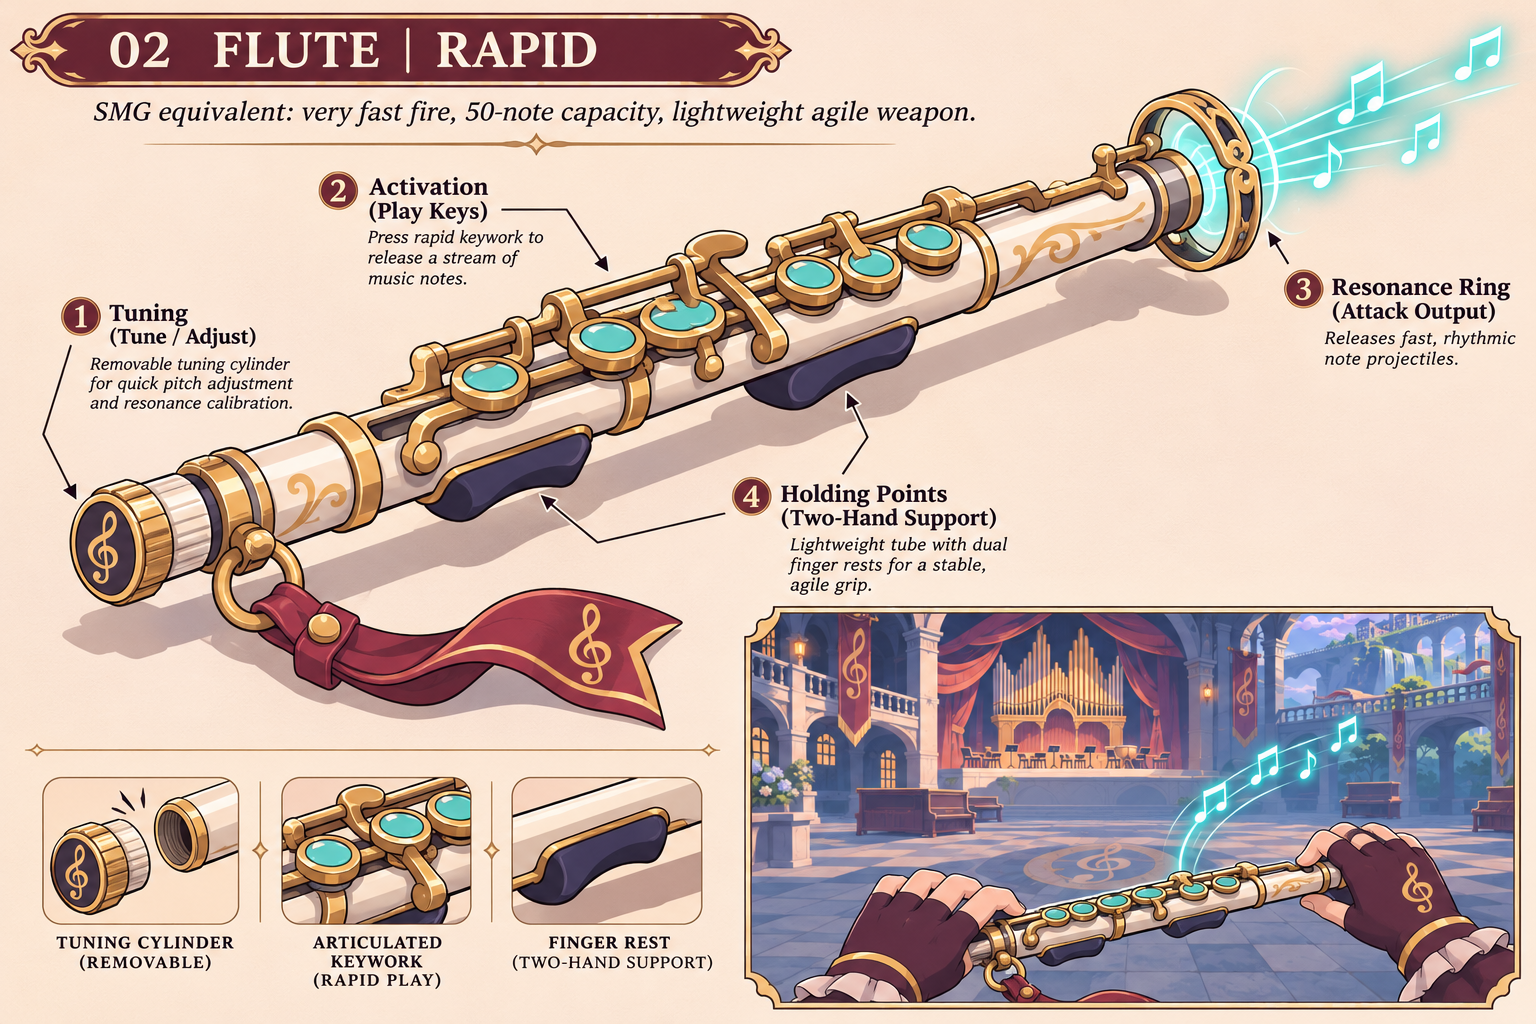 02 FLUTE | RAPID
SMG equivalent: very fast fire, 50-note capacity, lightweight agile weapon.
1 Tuning
(Tune / Adjust)
Removable tuning cylinder
for quick pitch adjustment
and resonance calibration.
2 Activation
(Play Keys)
Press rapid keywork to
release a stream of
music notes.
3 Resonance Ring
(Attack Output)
Releases fast, rhythmic
note projectiles.
4 Holding Points
(Two-Hand Support)
Lightweight tube with dual
finger rests for a stable,
agile grip.
TUNING CYLINDER
(REMOVABLE)
ARTICULATED
KEYWORK
(RAPID PLAY)
FINGER REST
(TWO-HAND SUPPORT)